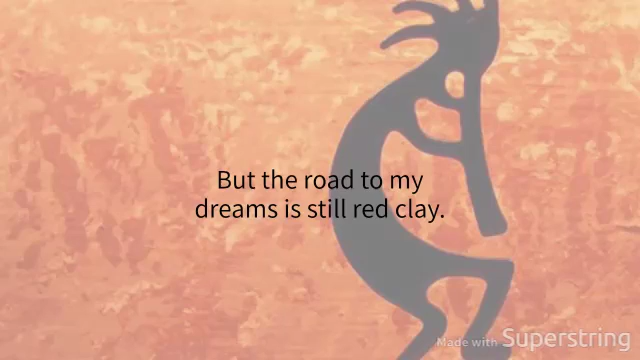 But the road to my
dreams is still red clay.
Made with Superstring